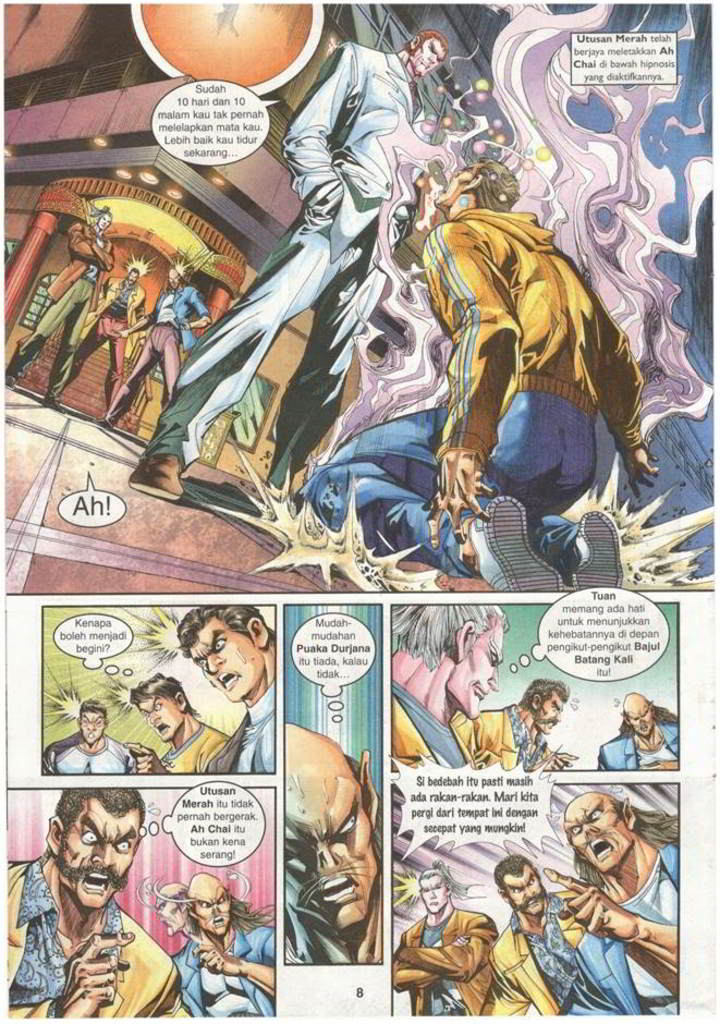 Utusan Merah telah
berjaya meletakkan Ah
Chai di bawah hipnosis
yang diaktifkannya.
Sudah
10 hari dan 10
malam kau tak pernah
melelapkan mata kau.
Lebih baik kau tidur
sekarang...
Ah!
Kenapa
boleh menjadi
begini?
Utusan
Merah itu tidak
pernah bergerak.
Ah Chai itu
bukan kena
serang!
Mudah-
mudahan
Puaka Durjana
itu tiada, kalau
tidak...
Tuan
memang ada hati
untuk menunjukkan
kehebatannya di depan
pengikut-pengikut Bajul
Batang Kali
itu!
Si bedebah itu pasti masih
ada rakan-rakan. Mari kita
pergi dari tempat ini dengan
secepat yang mungkin!
8